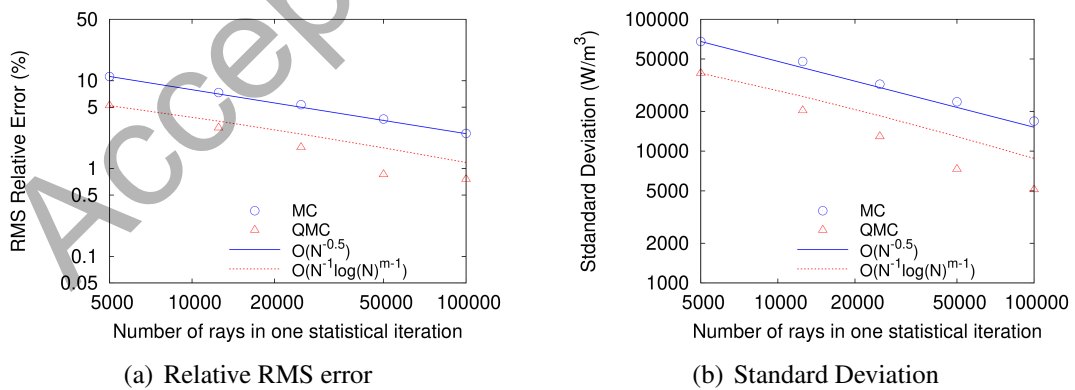 Accep
RMS Relative Error (%)
50
10
5
1
0.5
0.1
0.05
MC
QMC
O(N^-0.5)
O(N^-1log(N)^m-1)
5000 10000 20000 50000 100000
Number of rays in one statistical iteration
(a) Relative RMS error
Stdandard Deviation (W/m³)
100000
50000
20000
10000
5000
2000
1000
MC
QMC
O(N^-0.5)
O(N^-1log(N)^m-1)
5000 10000 20000 50000 100000
Number of rays in one statistical iteration
(b) Standard Deviation